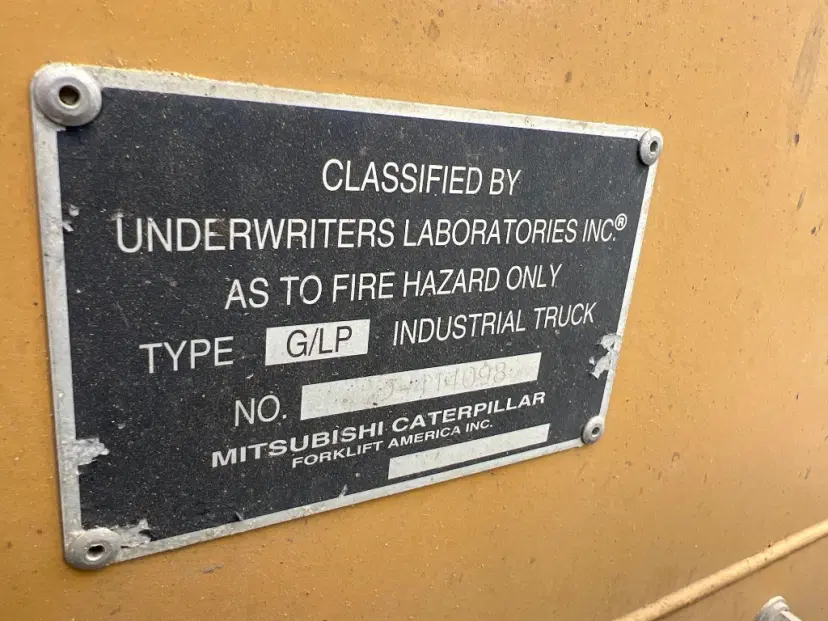 CLASSIFIED BY
UNDERWRITERS LABORATORIES INC.®
AS TO FIRE HAZARD ONLY
TYPE G/LP INDUSTRIAL TRUCK
NO.
MITSUBISHI CATERPILLAR
FORKLIFT AMERICA INC.